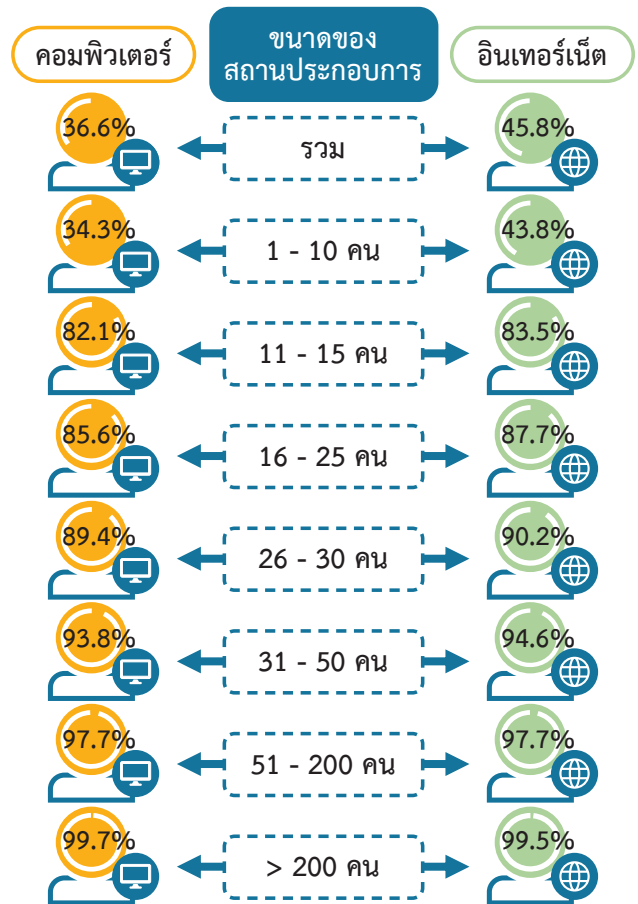 คอมพิวเตอร์
ขนาดของ
สถานประกอบการ
อินเทอร์เน็ต
36.6%
รวม
45.8%
34.3%
1 - 10 คน
43.8%
82.1%
11 - 15 คน
83.5%
85.6%
16 - 25 คน
87.7%
89.4%
26 - 30 คน
90.2%
93.8%
31 - 50 คน
94.6%
97.7%
51 - 200 คน
97.7%
99.7%
> 200 คน
99.5%